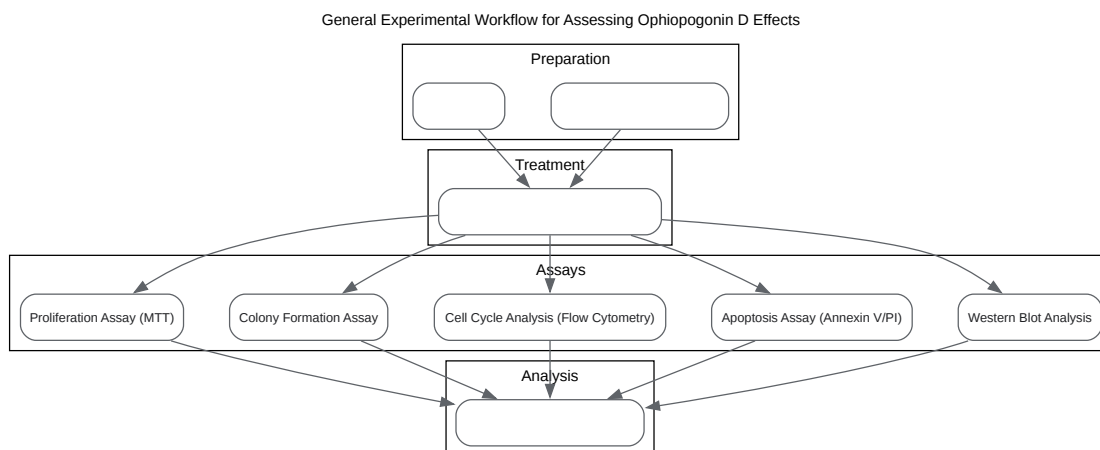 General Experimental Workflow for Assessing Ophiopogonin D Effects
Preparation
Treatment
Assays
Proliferation Assay (MTT)
Colony Formation Assay
Cell Cycle Analysis (Flow Cytometry)
Apoptosis Assay (Annexin V/PI)
Western Blot Analysis
Analysis